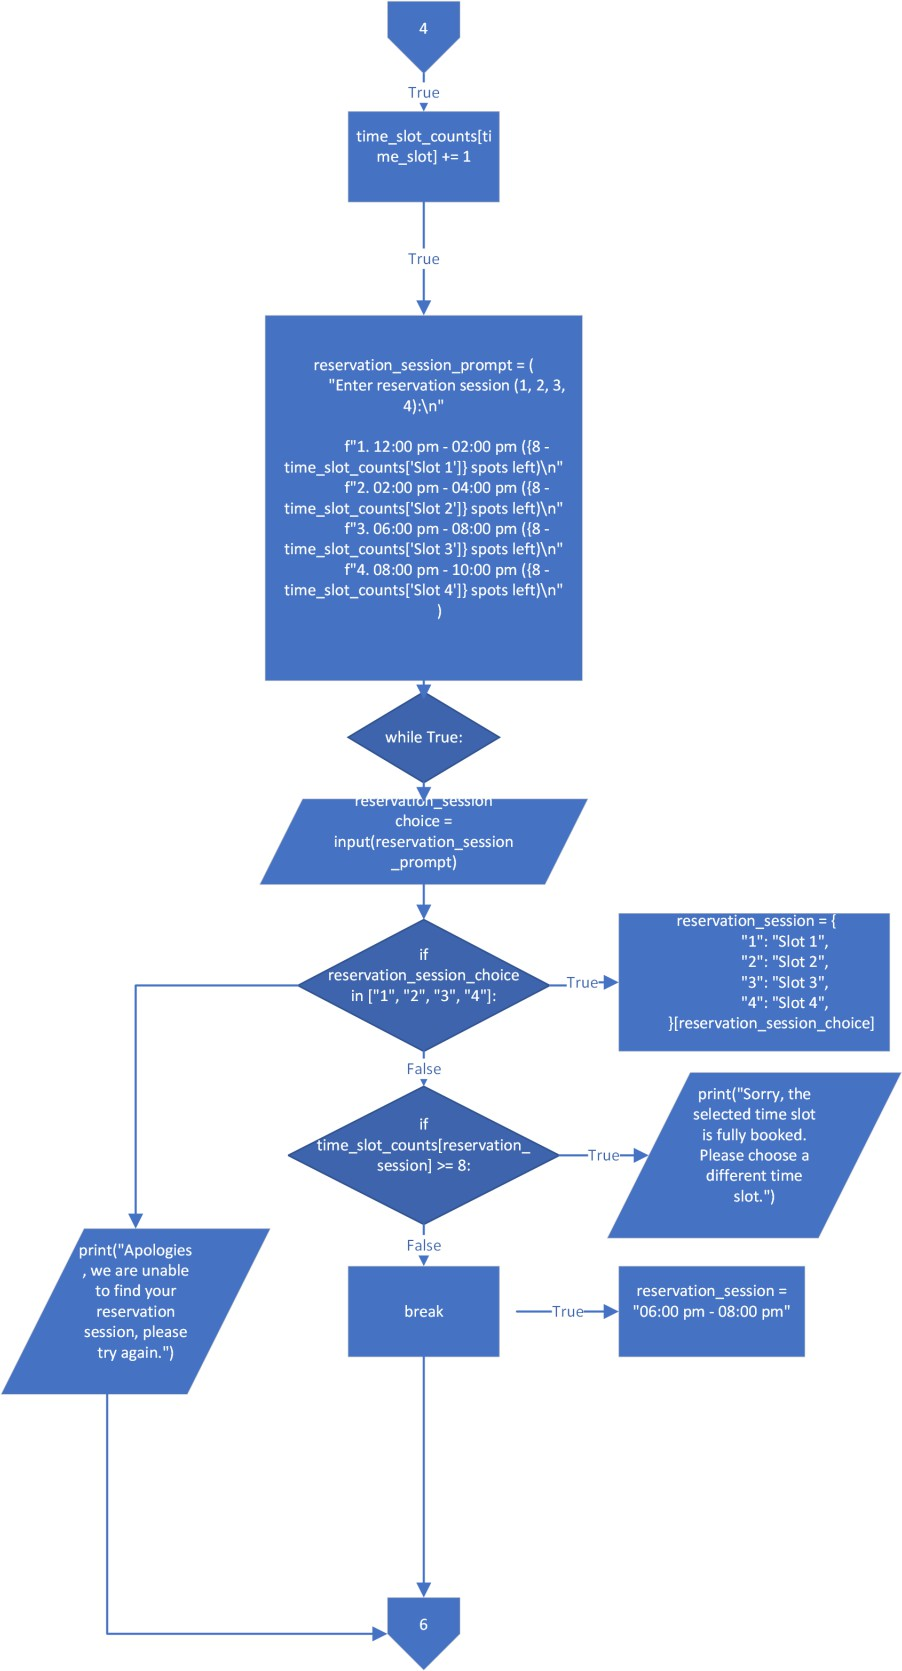 4
True
time_slot_counts[ti
me_slot] += 1
True
reservation_session_prompt = (
"Enter reservation session (1, 2, 3,
4):\n"
f"1. 12:00 pm - 02:00 pm ({8 -
time_slot_counts['Slot 1']} spots left)\n"
f"2. 02:00 pm - 04:00 pm ({8 -
time_slot_counts['Slot 2']} spots left)\n"
f"3. 06:00 pm - 08:00 pm ({8 -
time_slot_counts['Slot 3']} spots left)\n"
f"4. 08:00 pm - 10:00 pm ({8 -
time_slot_counts['Slot 4']} spots left)\n"
)
while True:
reservation_session
choice =
input(reservation_session
_prompt)
if
reservation_session_choice
in ["1", "2", "3", "4"]:
True
reservation_session = {
"1": "Slot 1",
"2": "Slot 2",
"3": "Slot 3",
"4": "Slot 4",
}[reservation_session_choice]
False
if
time_slot_counts[reservation_
session] >= 8:
True
print("Sorry, the
selected time slot
is fully booked.
Please choose a
different time
slot.")
False
print("Apologies
, we are unable
to find your
reservation
session, please
try again.")
break
True
reservation_session =
"06:00 pm - 08:00 pm"
6